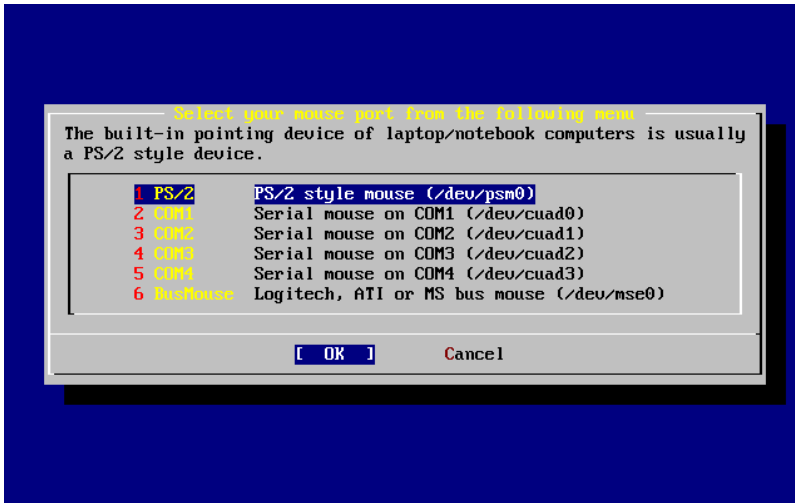 Select your mouse port from the following menu
The built-in pointing device of laptop/notebook computers is usually
a PS/2 style device.
1 PS/2 PS/2 style mouse (/dev/psm0)
2 COM1 Serial mouse on COM1 (/dev/cuad0)
3 COM2 Serial mouse on COM2 (/dev/cuad1)
4 COM3 Serial mouse on COM3 (/dev/cuad2)
5 COM4 Serial mouse on COM4 (/dev/cuad3)
6 BusMouse Logitech, ATI or MS bus mouse (/dev/mse0)
[ OK ] Cancel